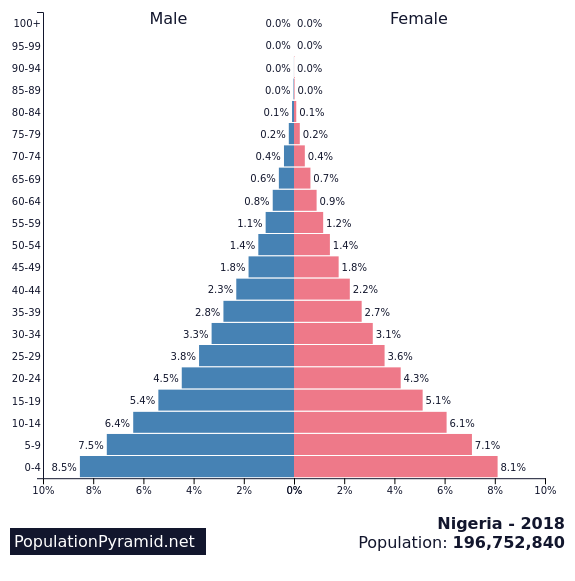 Male Female
100+ 0.0% 0.0%
95-99 0.0% 0.0%
90-94 0.0% 0.0%
85-89 0.0% 0.0%
80-84 0.1% 0.1%
75-79 0.2% 0.2%
70-74 0.4% 0.4%
65-69 0.6% 0.7%
60-64 0.8% 0.9%
55-59 1.1% 1.2%
50-54 1.4% 1.4%
45-49 1.8% 1.8%
40-44 2.3% 2.2%
35-39 2.8% 2.7%
30-34 3.3% 3.1%
25-29 3.8% 3.6%
20-24 4.5% 4.3%
15-19 5.4% 5.1%
10-14 6.4% 6.1%
5-9 7.5% 7.1%
0-4 8.5% 8.1%
10% 8% 6% 4% 2% 0% 2% 4% 6% 8% 10%
Nigeria - 2018
PopulationPyramid.net Population: 196,752,840